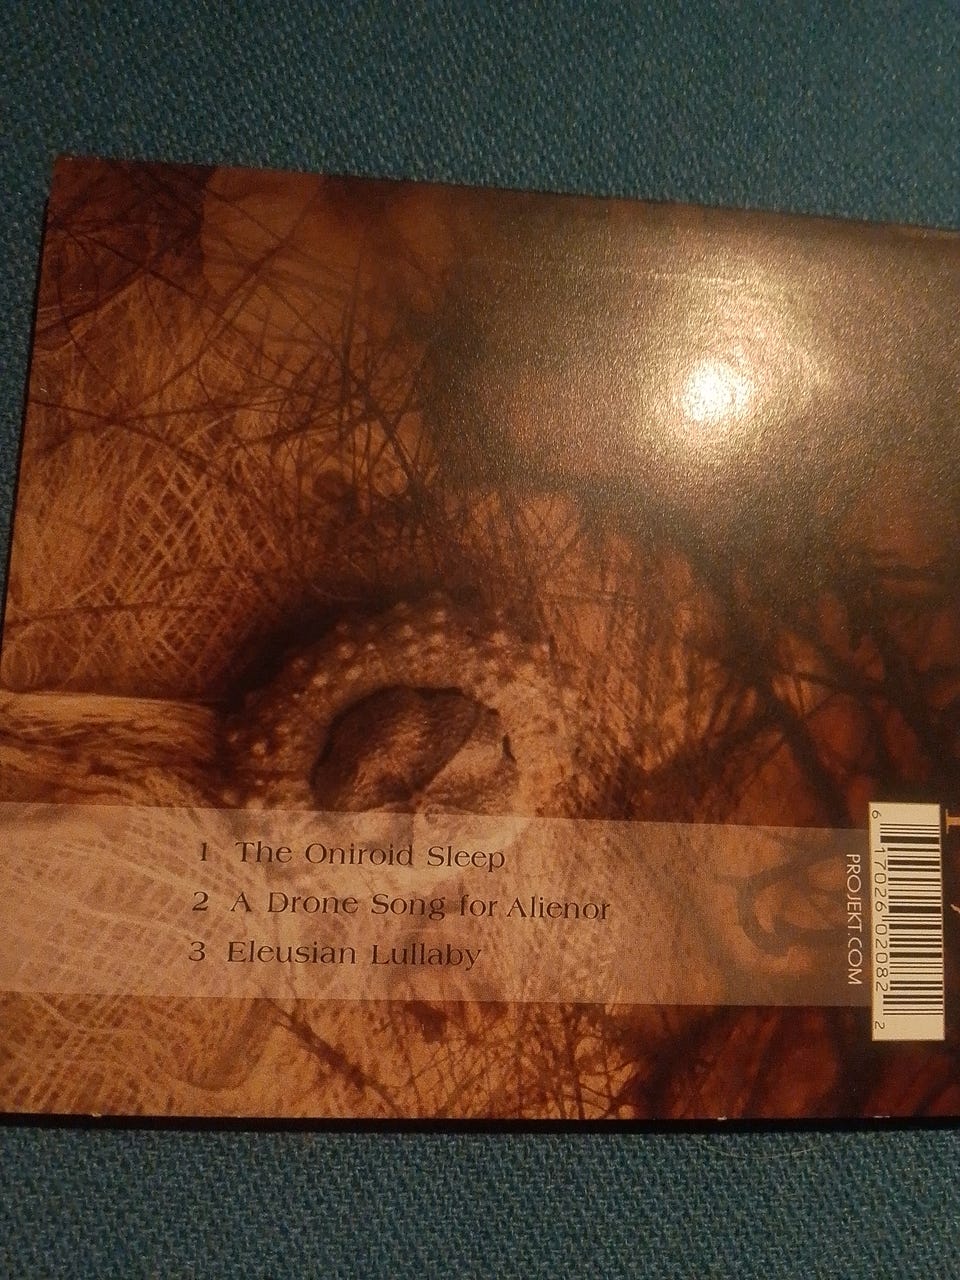 1 The Oniroid Sleep
2 A Drone Song for Alienor
3 Eleusian Lullaby
PROJEKT.COM
6 17026 02082 2